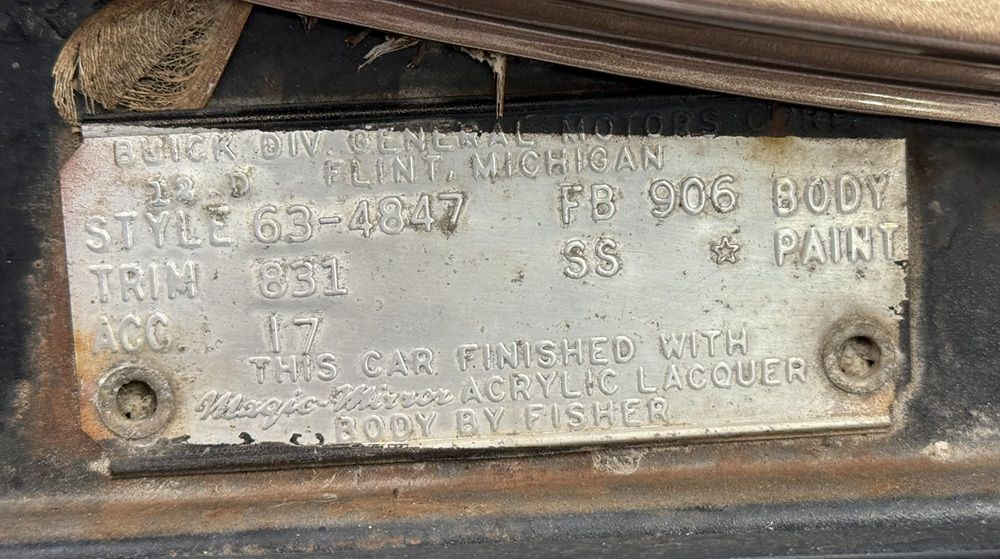 BUICK DIV. GENERAL MOTORS CORP.
FLINT, MICHIGAN
12 D
STYLE 63-4847 FB 906 BODY
TRIM 831 SS ☆ PAINT
ACC. 17
THIS CAR FINISHED WITH
Magic-Mirror ACRYLIC LACQUER
BODY BY FISHER